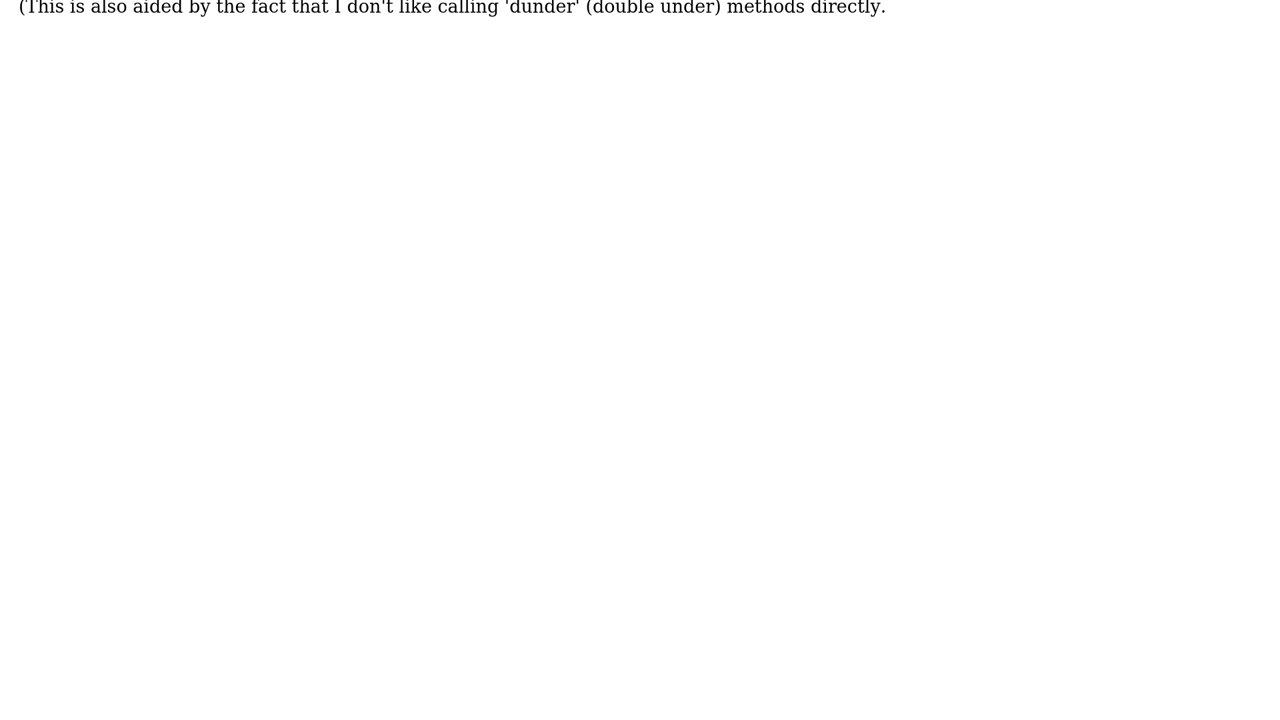 (This is also aided by the fact that I don't like calling 'dunder' (double under) methods directly.